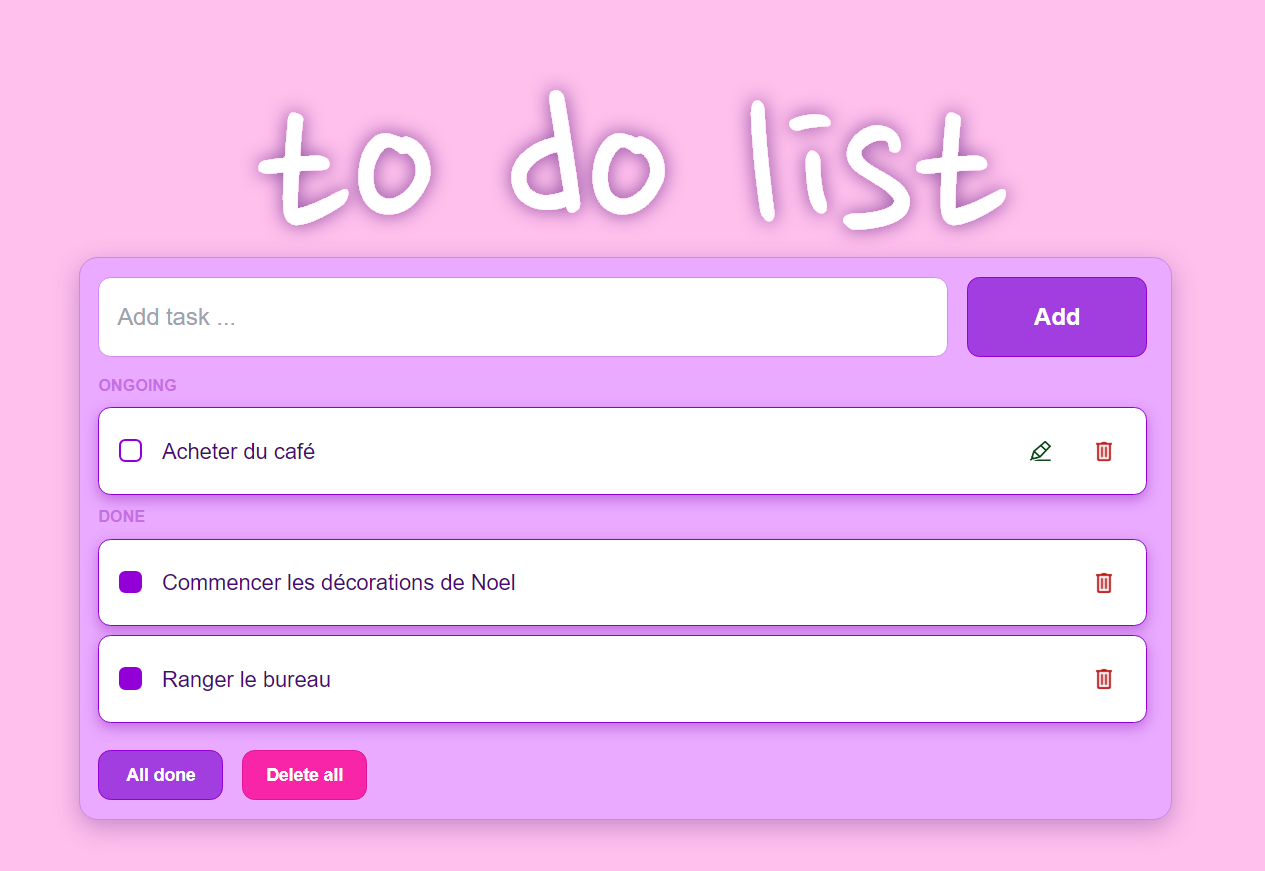 to do list
Add task ...
Add
ONGOING
Acheter du café
DONE
Commencer les décorations de Noel
Ranger le bureau
All done
Delete all